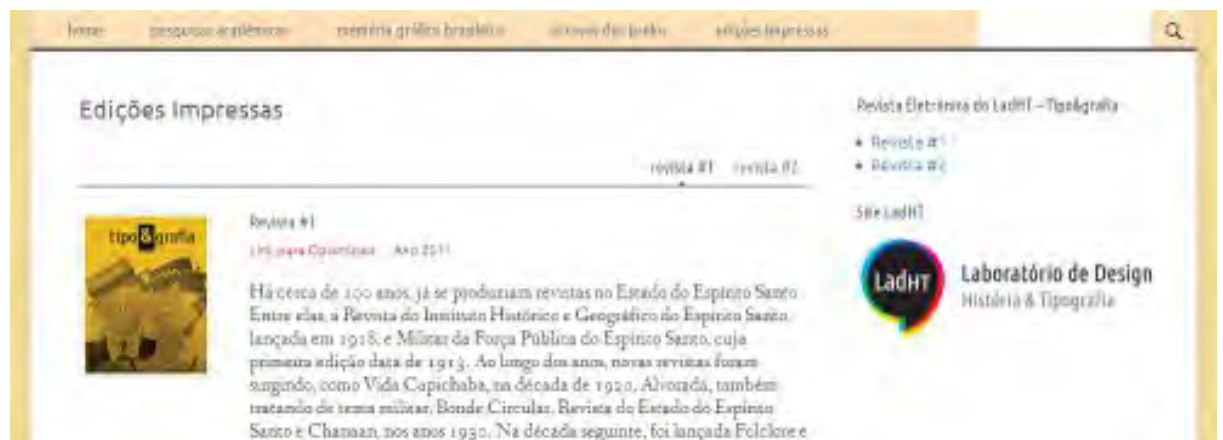 home pesquisas acadêmicas memória gráfica brasileira edições impressas
Edições Impressas
revista #1 revista #2
tipo&grafia
Revista #1
Link para Download Ano 2011
Há cerca de 100 anos, já se produziam revistas no Estado do Espírito Santo.
Entre elas, a Revista do Instituto Histórico e Geográfico do Espírito Santo,
lançada em 1918, e Militar da Força Pública do Espírito Santo, cuja
primeira edição data de 1913. Ao longo dos anos, novas revistas foram
surgindo, como Vida Capichaba, na década de 1920, Alvorada, também
tratando de tema militar, Bonde Circular, Revista do Estado do Espírito
Santo e Chanaan, nos anos 1930. Na década seguinte, foi lançada Folclore e
Revista Eletrônica do LadHT – Tipo&grafia
Revista #1
Revista #2
Site LadHT
LadHT
Laboratório de Design
História & Tipografia